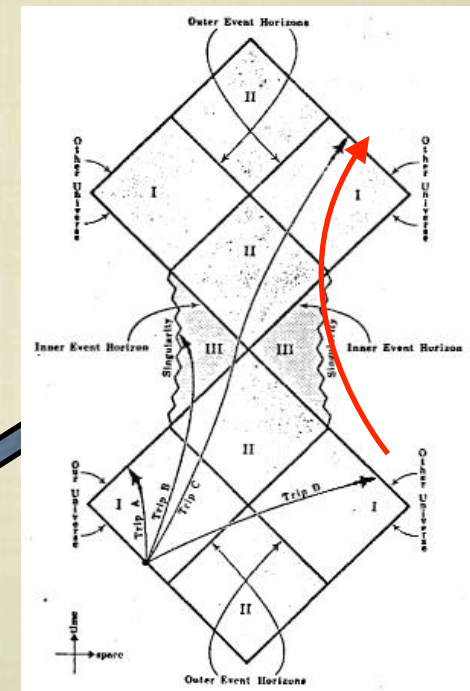 Outer Event Horizons
II
Other Universe
I
I
Other Universe
II
Inner Event Horizon
Singularity
III
III
Singularity
Inner Event Horizon
Our Universe
II
Other Universe
I
Trip A
Trip B
Trip C
Trip D
I
II
time
space
Outer Event Horizons